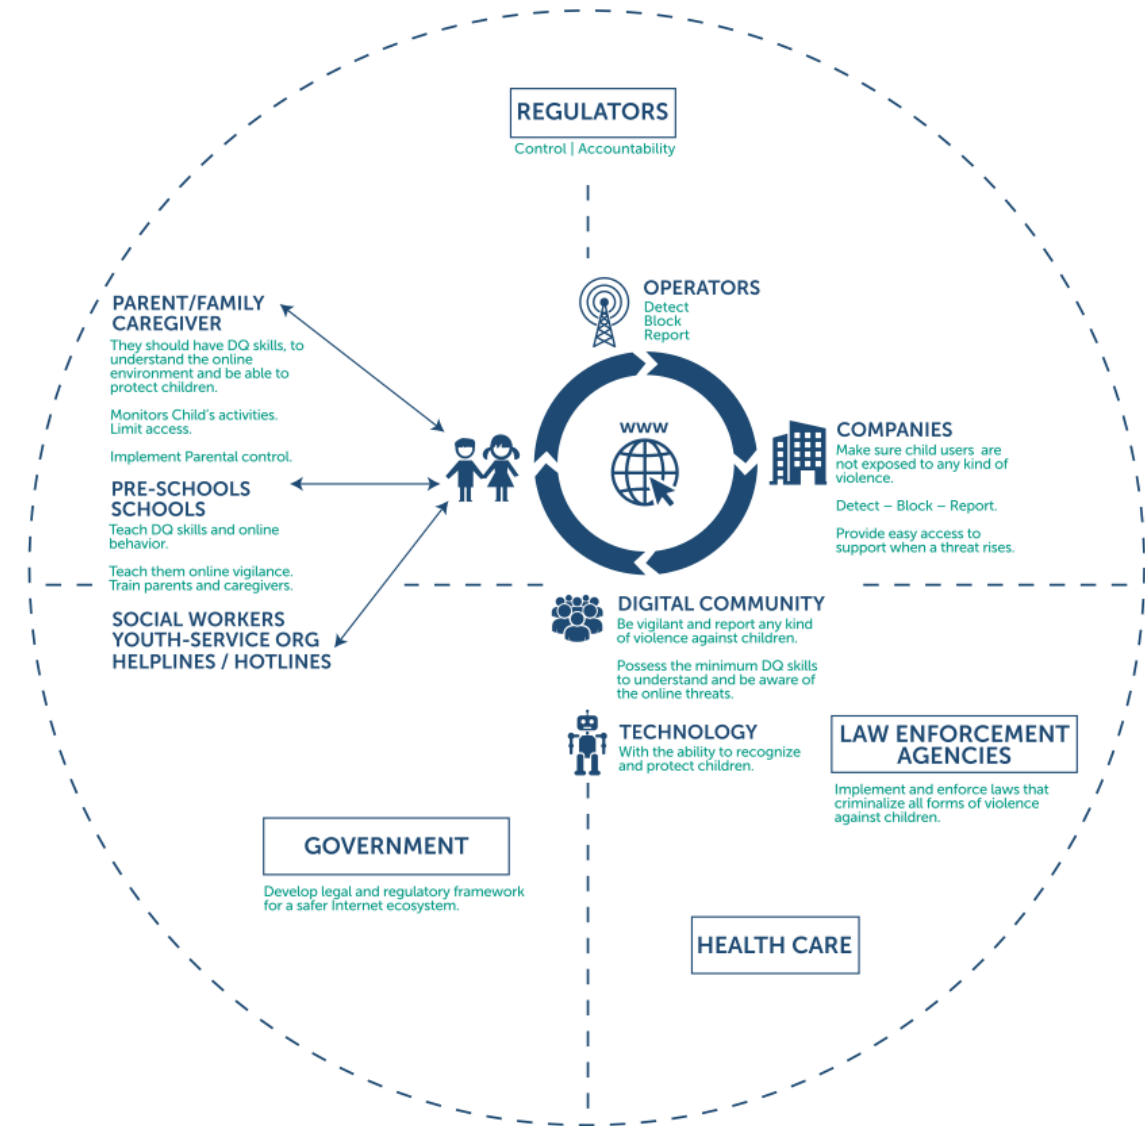 REGULATORS
Control | Accountability
OPERATORS
Detect
Block
Report
PARENT/FAMILY
CAREGIVER
They should have DQ skills, to
understand the online
environment and be able to
protect children.
Monitors Child's activities.
Limit access.
Implement Parental control.
PRE-SCHOOLS
SCHOOLS
Teach DQ skills and online
behavior.
Teach them online vigilance.
Train parents and caregivers.
SOCIAL WORKERS
YOUTH-SERVICE ORG
HELPLINES / HOTLINES
www
COMPANIES
Make sure child users are
not exposed to any kind of
violence.
Detect – Block – Report.
Provide easy access to
support when a threat rises.
DIGITAL COMMUNITY
Be vigilant and report any kind
of violence against children.
Possess the minimum DQ skills
to understand and be aware of
the online threats.
TECHNOLOGY
With the ability to recognize
and protect children.
LAW ENFORCEMENT
AGENCIES
Implement and enforce laws that
criminalize all forms of violence
against children.
GOVERNMENT
Develop legal and regulatory framework
for a safer Internet ecosystem.
HEALTH CARE